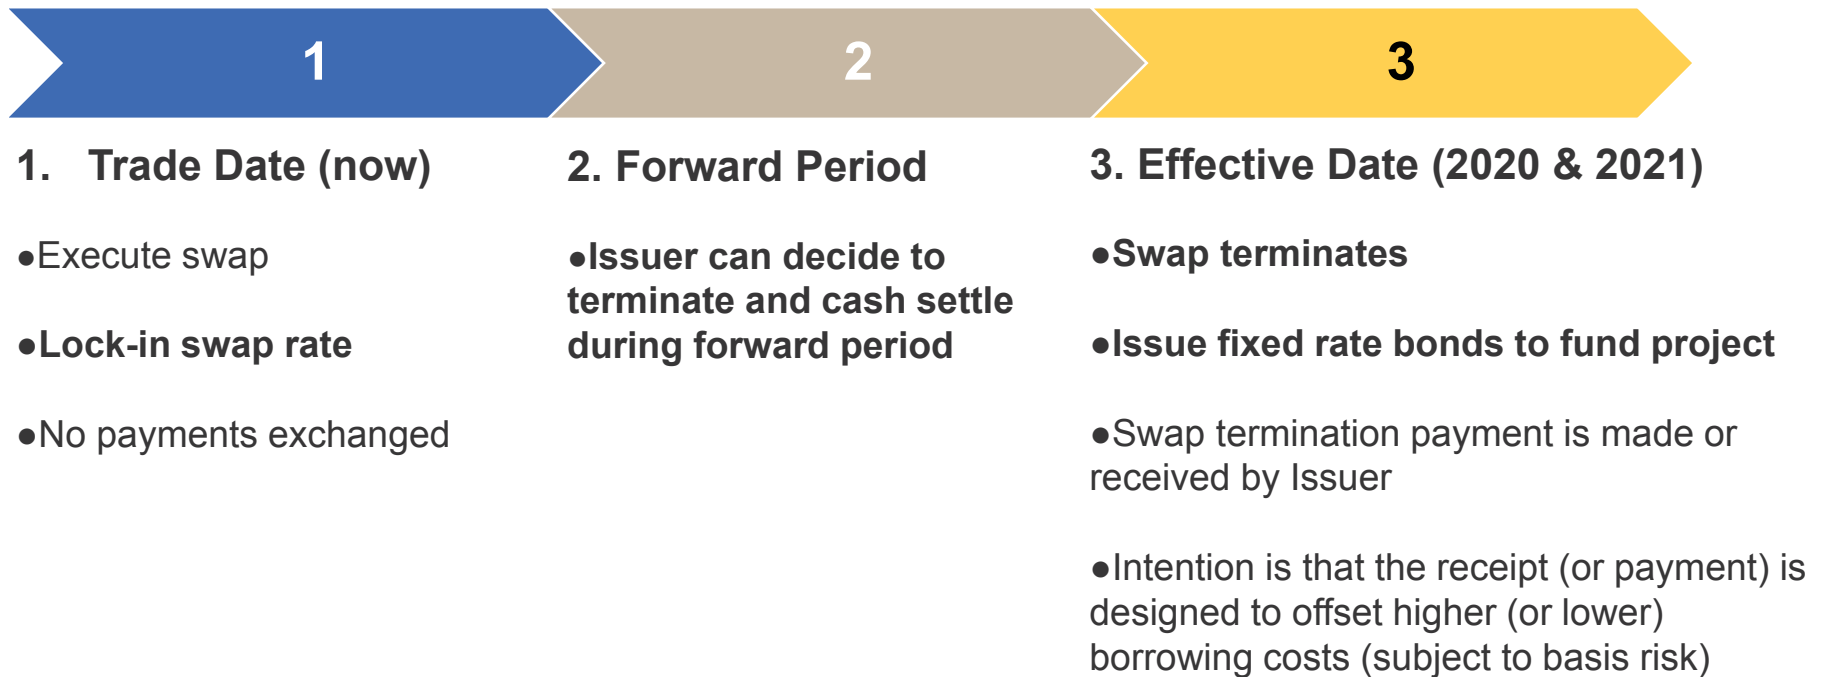 1
2
3
1. Trade Date (now)
●Execute swap
●Lock-in swap rate
●No payments exchanged
2. Forward Period
●Issuer can decide to
terminate and cash settle
during forward period
3. Effective Date (2020 & 2021)
●Swap terminates
●Issue fixed rate bonds to fund project
●Swap termination payment is made or
received by Issuer
●Intention is that the receipt (or payment) is
designed to offset higher (or lower)
borrowing costs (subject to basis risk)